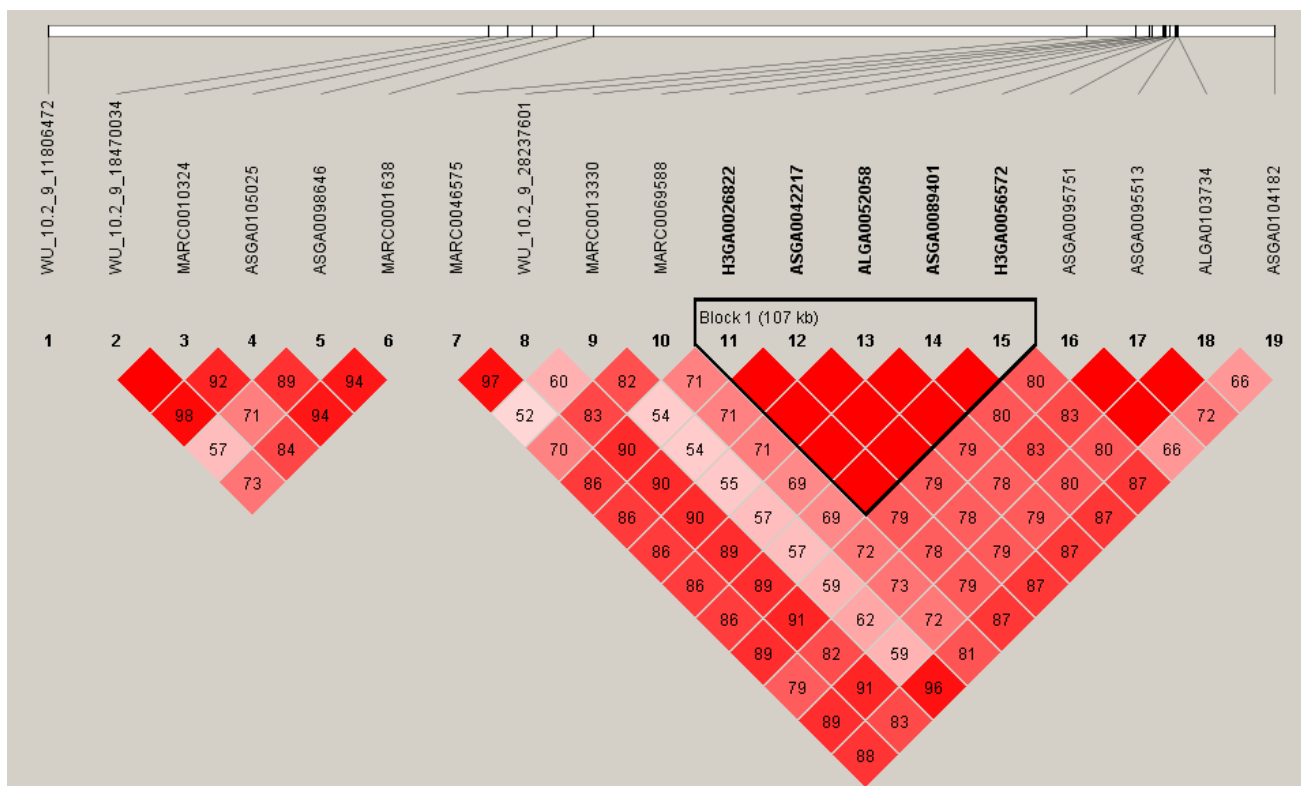 WU_10.2_9_11806472
WU_10.2_9_18470034
MARC0010324
ASGA0105025
ASGA0098646
MARC0001638
MARC0046575
WU_10.2_9_28237601
MARC0013330
MARC0069588
H3GA0026822
ASGA0042217
ALGA0052058
ASGA0089401
H3GA0056572
ASGA0095751
ASGA0095513
ALGA0103734
ASGA0104182
Block 1 (107 kb)
1 2 3 4 5 6 7 8 9 10 11 12 13 14 15 16 17 18 19
92 89 94 97 60 82 71 80 66
98 71 94 52 83 54 71 80 83 72
57 84 70 90 54 71 79 83 80 66
73 86 90 55 69 79 78 80 87
86 90 57 69 79 78 79 87
86 89 57 72 78 79 87
86 89 59 73 79 87
86 91 62 72 87
89 82 59 81
79 91 96
89 83
88